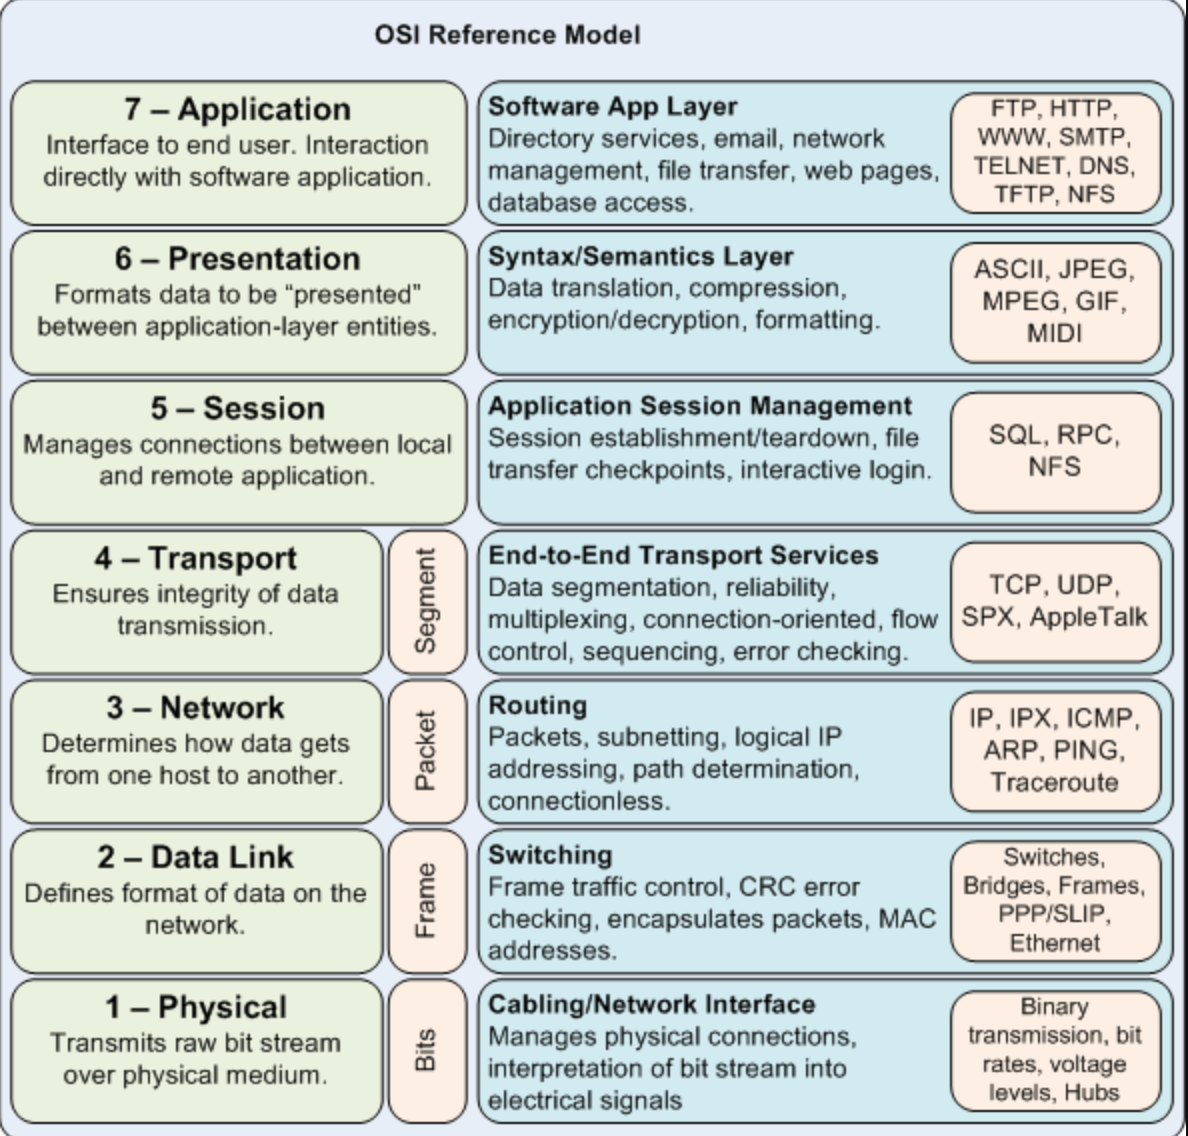 OSI Reference Model
7 – Application
Interface to end user. Interaction
directly with software application.
Software App Layer
Directory services, email, network
management, file transfer, web pages,
database access.
FTP, HTTP,
WWW, SMTP,
TELNET, DNS,
TFTP, NFS
6 – Presentation
Formats data to be “presented”
between application-layer entities.
Syntax/Semantics Layer
Data translation, compression,
encryption/decryption, formatting.
ASCII, JPEG,
MPEG, GIF,
MIDI
5 – Session
Manages connections between local
and remote application.
Application Session Management
Session establishment/teardown, file
transfer checkpoints, interactive login.
SQL, RPC,
NFS
4 – Transport
Ensures integrity of data
transmission.
Segment
End-to-End Transport Services
Data segmentation, reliability,
multiplexing, connection-oriented, flow
control, sequencing, error checking.
TCP, UDP,
SPX, AppleTalk
3 – Network
Determines how data gets
from one host to another.
Packet
Routing
Packets, subnetting, logical IP
addressing, path determination,
connectionless.
IP, IPX, ICMP,
ARP, PING,
Traceroute
2 – Data Link
Defines format of data on the
network.
Frame
Switching
Frame traffic control, CRC error
checking, encapsulates packets, MAC
addresses.
Switches,
Bridges, Frames,
PPP/SLIP,
Ethernet
1 – Physical
Transmits raw bit stream
over physical medium.
Bits
Cabling/Network Interface
Manages physical connections,
interpretation of bit stream into
electrical signals
Binary
transmission, bit
rates, voltage
levels, Hubs